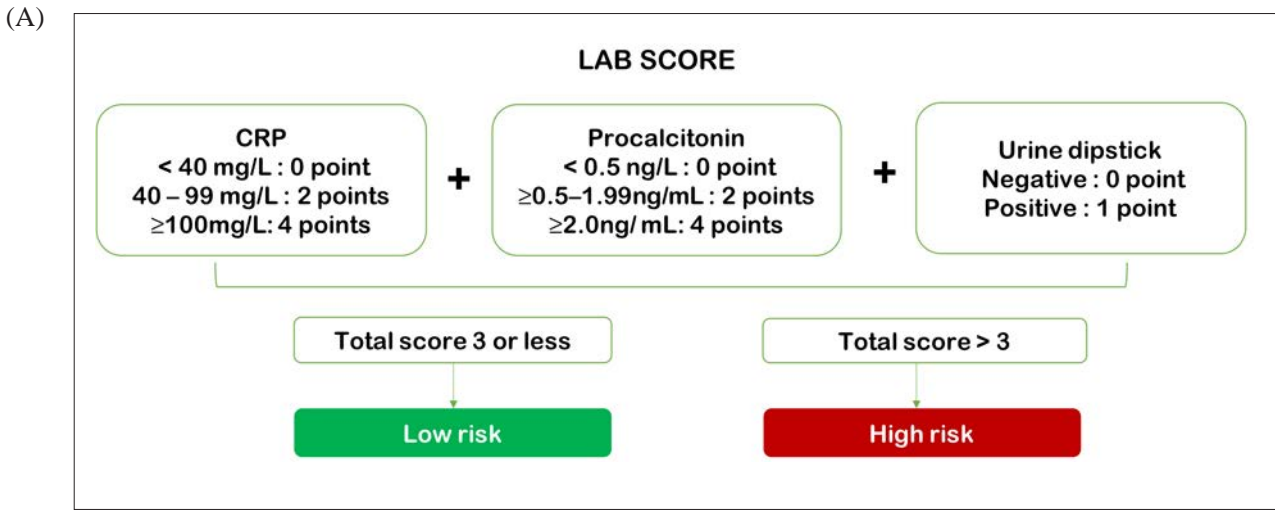 (A)
LAB SCORE
CRP
< 40 mg/L : 0 point
40 – 99 mg/L : 2 points
≥100mg/L: 4 points
+
Procalcitonin
< 0.5 ng/L : 0 point
≥0.5–1.99ng/mL : 2 points
≥2.0ng/ mL: 4 points
+
Urine dipstick
Negative : 0 point
Positive : 1 point
Total score 3 or less
Total score > 3
Low risk
High risk